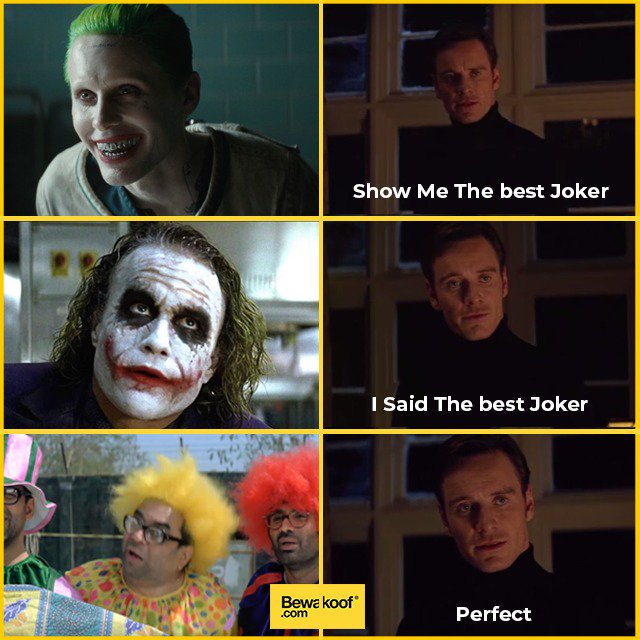 Show Me The best Joker
I Said The best Joker
Bewakoof®
.com
Perfect